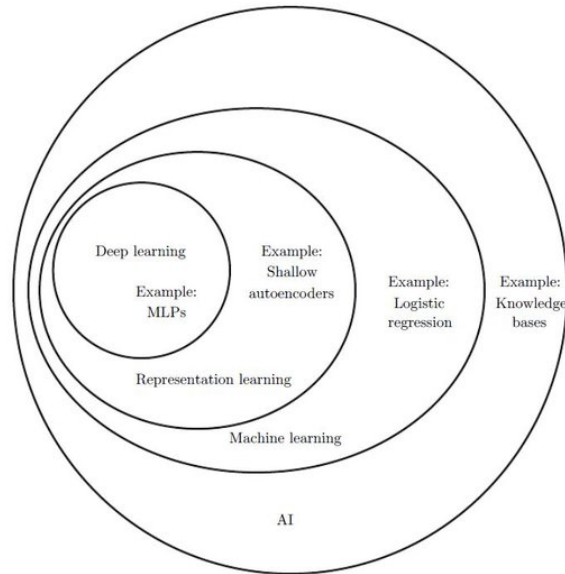 Deep learning
Example:
MLPs
Example:
Shallow
autoencoders
Example:
Logistic
regression
Example:
Knowledge
bases
Representation learning
Machine learning
AI